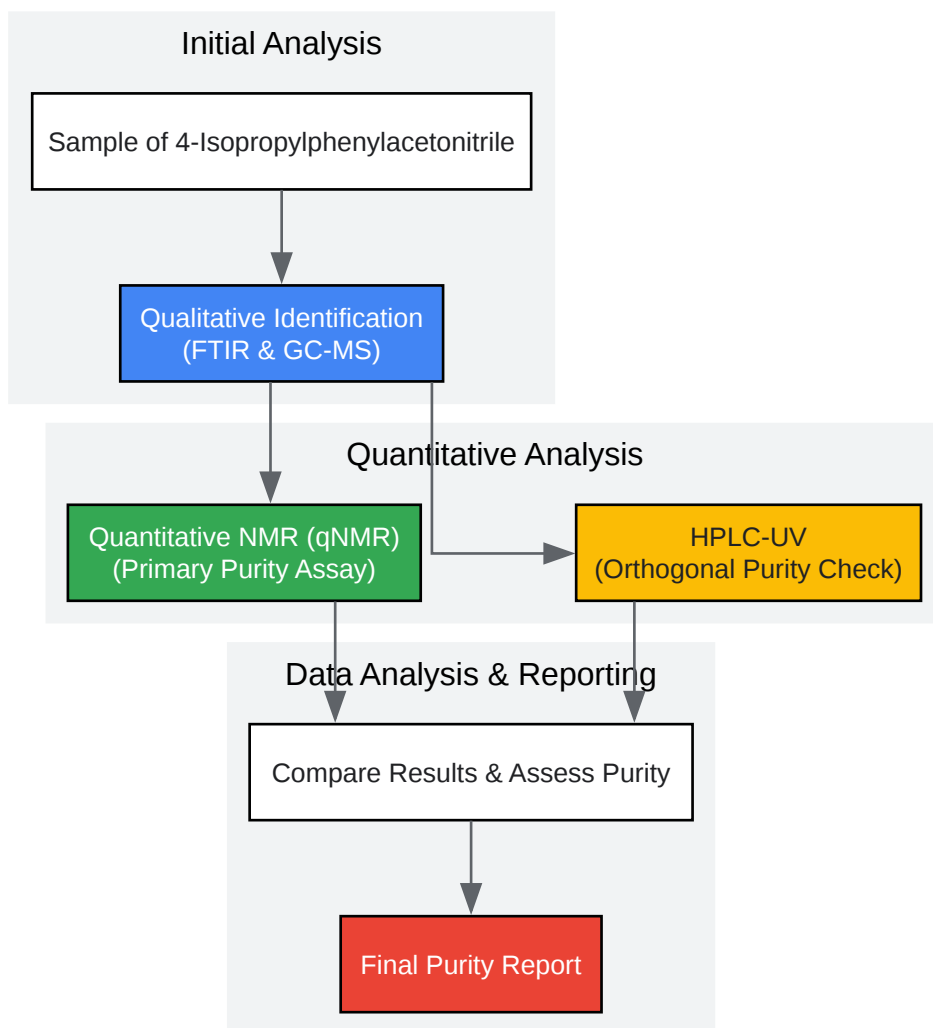 Initial Analysis
Sample of 4-Isopropylphenylacetonitrile
Qualitative Identification
(FTIR & GC-MS)
Quantitative Analysis
Quantitative NMR (qNMR)
(Primary Purity Assay)
HPLC-UV
(Orthogonal Purity Check)
Data Analysis & Reporting
Compare Results & Assess Purity
Final Purity Report